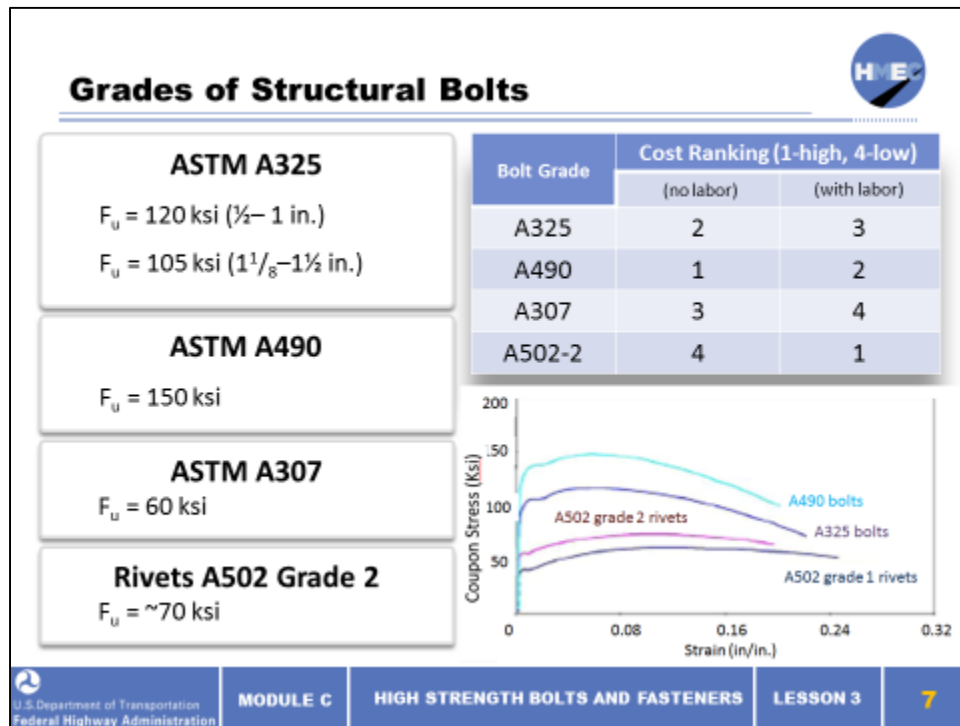 HMEC
Grades of Structural Bolts
ASTM A325
Fᵤ = 120 ksi (½– 1 in.)
Fᵤ = 105 ksi (1¹/₈–1½ in.)
ASTM A490
Fᵤ = 150 ksi
ASTM A307
Fᵤ = 60 ksi
Rivets A502 Grade 2
Fᵤ = ~70 ksi
Bolt Grade Cost Ranking (1-high, 4-low)
(no labor) (with labor)
A325 2 3
A490 1 2
A307 3 4
A502-2 4 1
Coupon Stress (Ksi)
200
150
100
50
A490 bolts
A502 grade 2 rivets
A325 bolts
A502 grade 1 rivets
0 0.08 0.16 0.24 0.32
Strain (in/in.)
U.S.Department of Transportation
Federal Highway Administration
MODULE C
HIGH STRENGTH BOLTS AND FASTENERS
LESSON 3
7